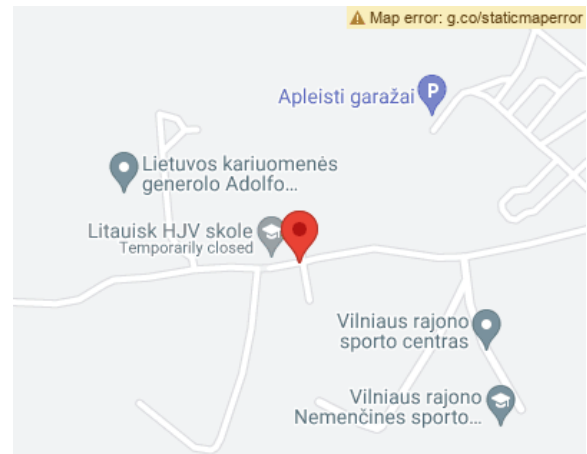 Map error: g.co/staticmaperror
Apleisti garažai
P
Lietuvos kariuomenės
generolo Adolfo...
Litauisk HJV skole
Temporarily closed
Vilniaus rajono
sporto centras
Vilniaus rajono
Nemenčines sporto...